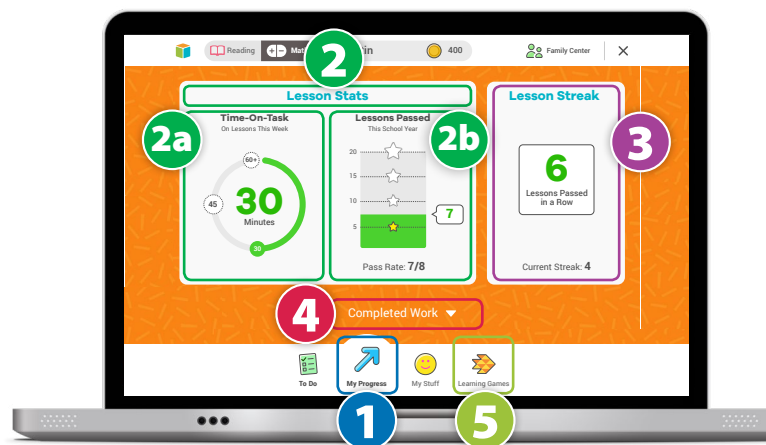 Reading
Mat
in
400
Family Center
2
Lesson Stats
Lesson Streak
2a
Time-On-Task
On Lessons This Week
60+
45
30
Minutes
30
Lessons Passed
This School Year
2b
20
15
10
5
7
Pass Rate: 7/8
3
6
Lessons Passed
in a Row
Current Streak: 4
4
Completed Work
To Do
My Progress
My Stuff
Learning Games
1
5